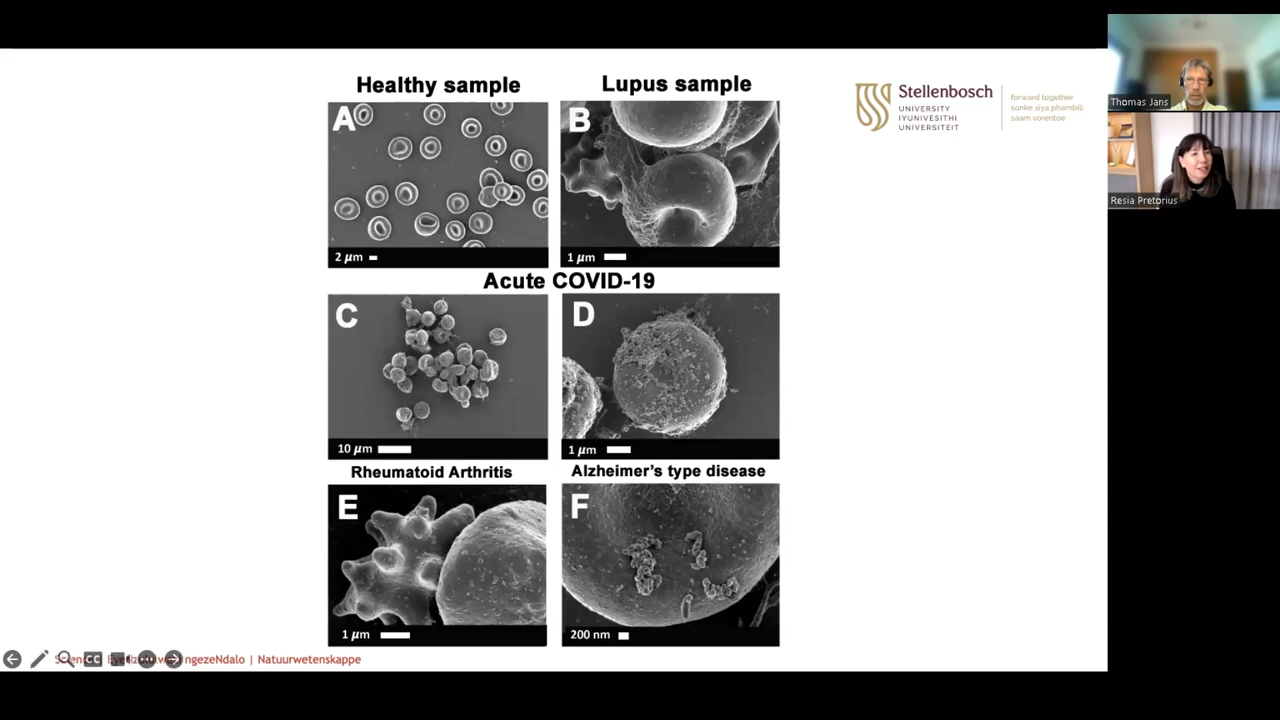 Healthy sample
Lupus sample
A
B
2 μm
1 μm
Acute COVID-19
C
D
10 μm
1 μm
Rheumatoid Arthritis
Alzheimer's type disease
E
F
1 μm
200 nm
Stellenbosch
UNIVERSITY
IYUNIVESITHI
UNIVERSITEIT
forward together
sonke siya phambili
saam vorentoe
Thomas Jans
Resia Pretorius
CC
ngezeNdalo | Natuurwetenskappe